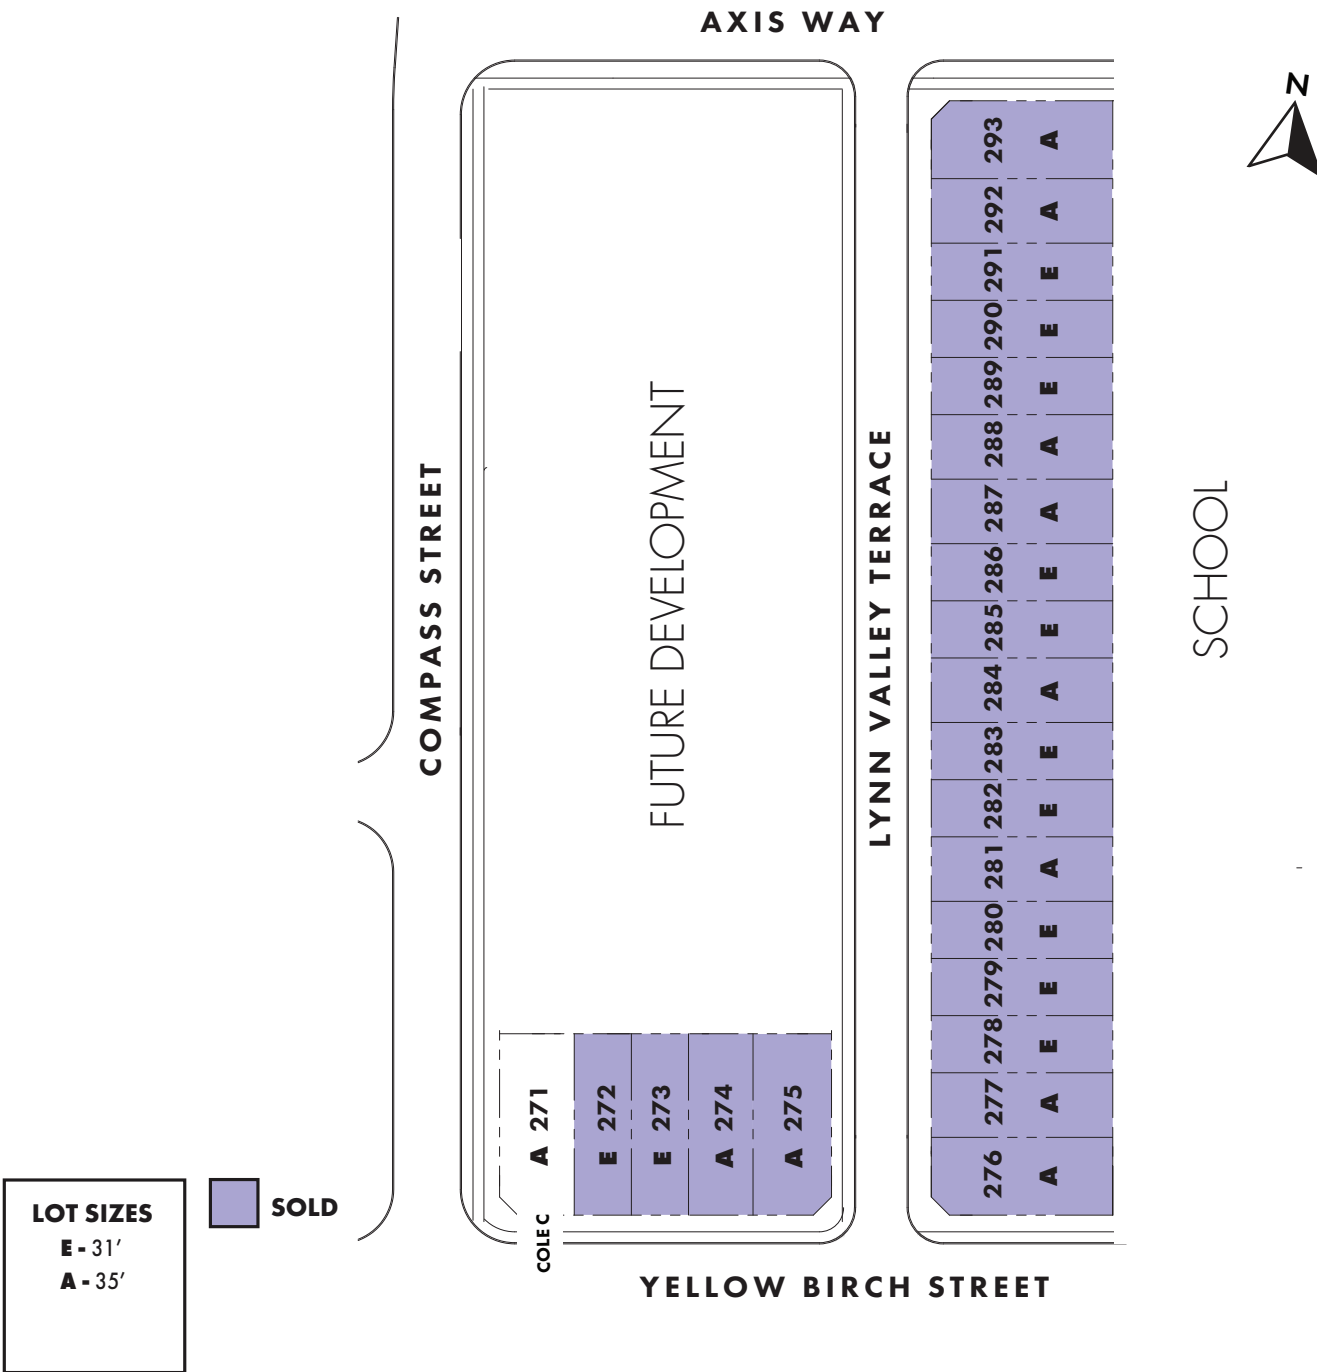 AXIS WAY
N
293 A
292 A
291 E
290 E
289 E
288 A
287 A
286 E
285 E
284 A
283 E
282 E
281 A
280 E
279 E
278 E
277 A
276 A
COMPASS STREET
FUTURE DEVELOPMENT
LYNN VALLEY TERRACE
SCHOOL
A 271
E 272
E 273
A 274
A 275
COLE C
YELLOW BIRCH STREET
LOT SIZES
E - 31'
A - 35'
SOLD